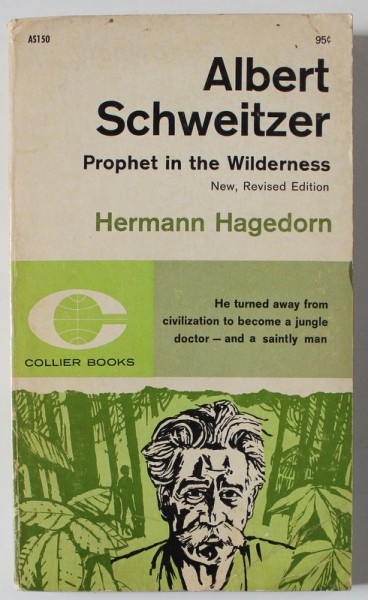 AS150
95¢
Albert
Schweitzer
Prophet in the Wilderness
New, Revised Edition
Hermann Hagedorn
COLLIER BOOKS
He turned away from
civilization to become a jungle
doctor — and a saintly man